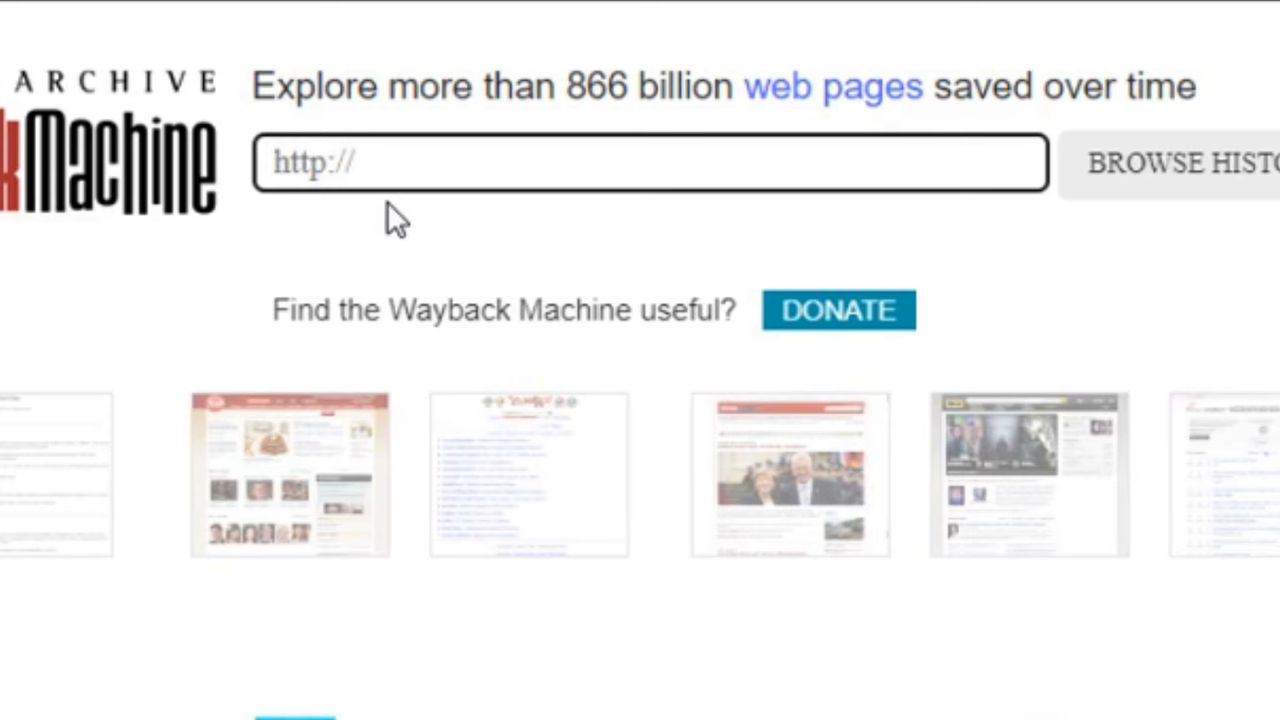 ARCHIVE
Explore more than 866 billion web pages saved over time
kMachine
http://
BROWSE HISTO
Find the Wayback Machine useful?
DONATE